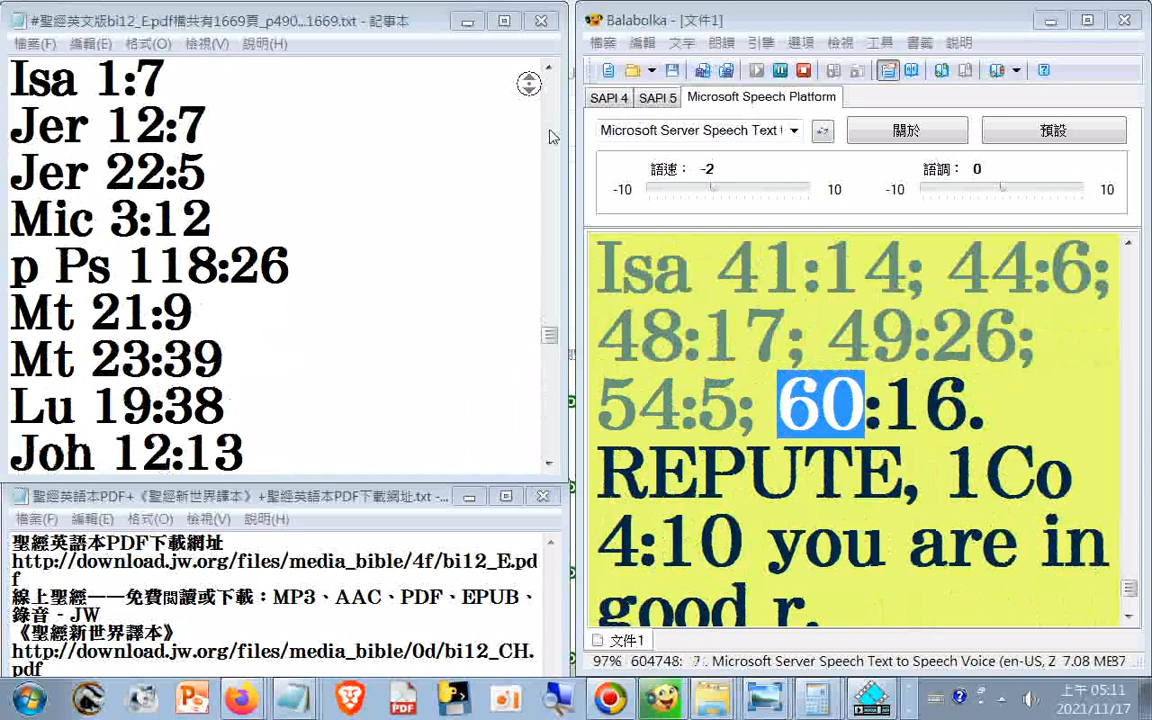 #聖經英文版bi12_E.pdf檔共有1669頁_p490...1669.txt - 記事本
檔案(F) 編輯(E) 格式(O) 檢視(V) 說明(H)
Isa 1:7
Jer 12:7
Jer 22:5
Mic 3:12
p Ps 118:26
Mt 21:9
Mt 23:39
Lu 19:38
Joh 12:13
聖經英語本PDF+《聖經新世界譯本》+聖經英語本PDF下載網址.txt -...
檔案(F) 編輯(E) 格式(O) 檢視(V) 說明(H)
聖經英語本PDF下載網址
http://download.jw.org/files/media_bible/4f/bi12_E.pd
f
線上聖經——免費閱讀或下載：MP3、AAC、PDF、EPUB、
錄音 - JW
《聖經新世界譯本》
http://download.jw.org/files/media_bible/0d/bi12_CH.
pdf
Balabolka - [文件1]
檔案 編輯 文字 朗讀 引擎 選項 檢視 工具 書籤 說明
SAPI 4 SAPI 5 Microsoft Speech Platform
Microsoft Server Speech Text 關於 預設
語速： -2 語調： 0
-10 10 -10 10
Isa 41:14; 44:6;
48:17; 49:26;
54:5; 60:16.
REPUTE, 1Co
4:10 you are in
good r.
文件1
97% 604748: Microsoft Server Speech Text to Speech Voice (en-US, Z 7.08 MB
上午 05:11
2021/11/17